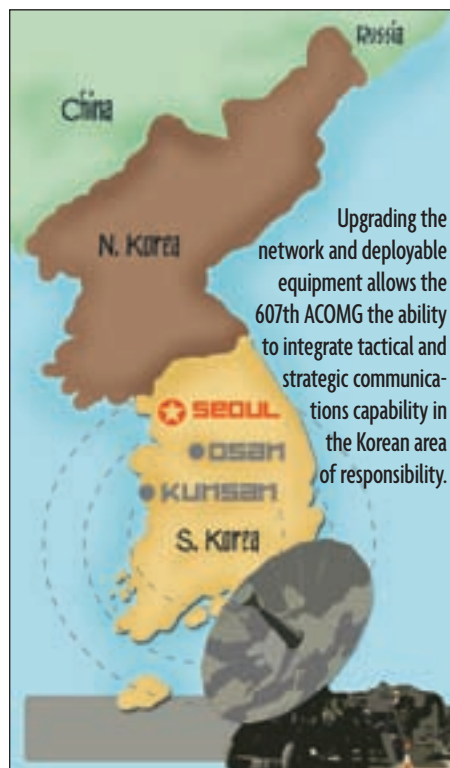 Russia
China
N. Korea
Upgrading the
network and deployable
equipment allows the
607th ACOMG the ability
to integrate tactical and
strategic communica-
tions capability in
the Korean area
of responsibility.
SEOUL
OSAN
KUNSAN
S. Korea